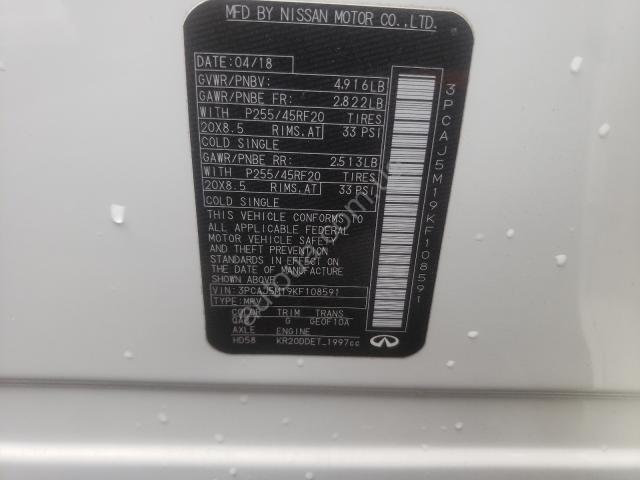 MFD BY NISSAN MOTOR CO.,LTD.
DATE: 04/18
GVWR/PNBV: 4.916LB
GAWR/PNBE FR: 2.822LB
WITH P255/45RF20 TIRES
20X8.5 RIMS.AT 33 PSI
COLD SINGLE
GAWR/PNBE RR: 2.513LB
WITH P255/45RF20 TIRES
20X8.5 RIMS.AT 33 PSI
COLD SINGLE
THIS VEHICLE CONFORMS TO
ALL APPLICABLE FEDERAL
MOTOR VEHICLE SAFETY
AND THEFT PREVENTION
STANDARDS IN EFFECT ON
THE DATE OF MANUFACTURE
SHOWN ABOVE.
VIN: 3PCAJ5M19KF108591
TYPE: MPV
COLOR TRIM TRANS
G GEOF10A
AXLE ENGINE
HD58 KR20DDET_1997cc
INFINITI
3PCAJ5M19KF108591